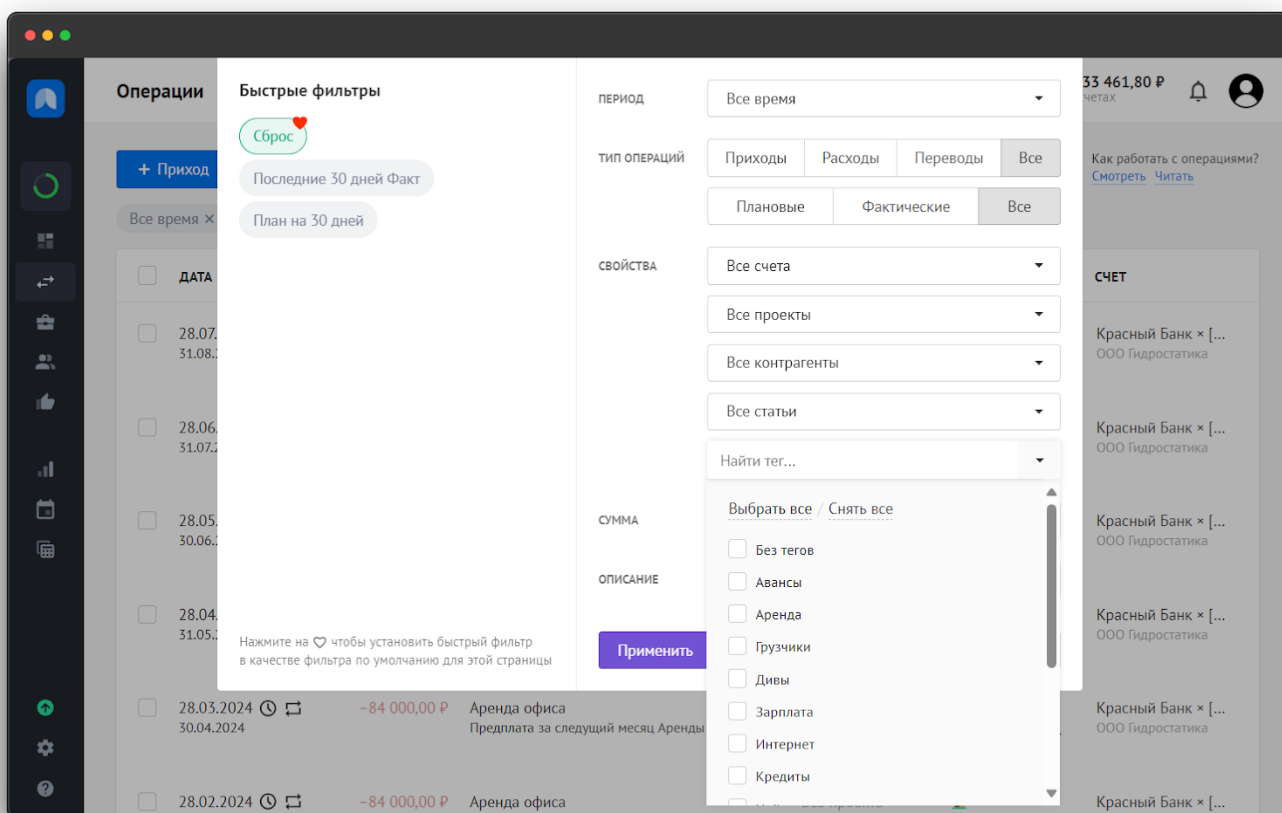 Операции
Быстрые фильтры
Сброс
Последние 30 дней Факт
План на 30 дней
Нажмите на чтобы установить быстрый фильтр
в качестве фильтра по умолчанию для этой страницы
ПЕРИОД
Все время
ТИП ОПЕРАЦИЙ
Приходы Расходы Переводы Все
Плановые Фактические Все
СВОЙСТВА
Все счета
Все проекты
Все контрагенты
Все статьи
Найти тег...
Выбрать все / Снять все
Без тегов
Авансы
Аренда
Грузчики
Дивы
Зарплата
Интернет
Кредиты
СУММА
ОПИСАНИЕ
Применить
33 461,80 ₽
Как работать с операциями?
Смотреть Читать
+ Приход
Все время ×
ДАТА
СЧЕТ
28.07.
31.08.
Красный Банк × [...
ООО Гидростатика
28.06.
31.07.
Красный Банк × [...
ООО Гидростатика
28.05.
30.06.
Красный Банк × [...
ООО Гидростатика
28.04.
31.05.
Красный Банк × [...
ООО Гидростатика
28.03.2024 −84 000,00 ₽ Аренда офиса Красный Банк × [...
30.04.2024 Предплата за следущий месяц Аренды ООО Гидростатика
28.02.2024 −84 000,00 ₽ Аренда офиса Красный Банк × [...